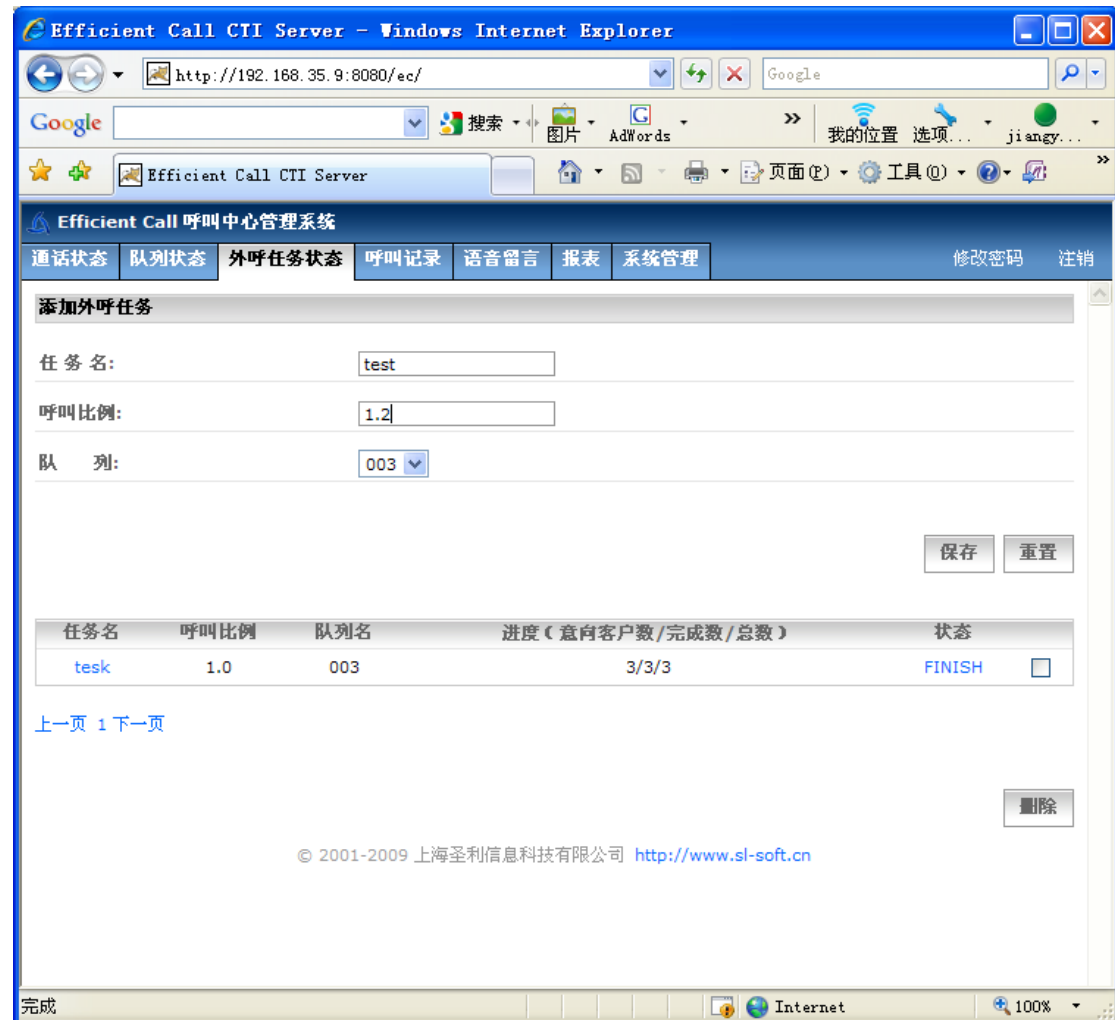 Efficient Call CTI Server - Windows Internet Explorer
http://192.168.35.9:8080/ec/ Google
Google 搜索 图片 AdWords » 我的位置 选项... jiangy...
Efficient Call CTI Server 页面(P) 工具(O) »
Efficient Call 呼叫中心管理系统
通话状态 队列状态 外呼任务状态 呼叫记录 语音留言 报表 系统管理 修改密码 注销
添加外呼任务
任 务 名: test
呼叫比例: 1.2
队 列: 003
保存 重置
任务名 呼叫比例 队列名 进度(意向客户数/完成数/总数) 状态
tesk 1.0 003 3/3/3 FINISH
上一页 1 下一页
删除
© 2001-2009 上海圣利信息科技有限公司 http://www.sl-soft.cn
完成 Internet 100%